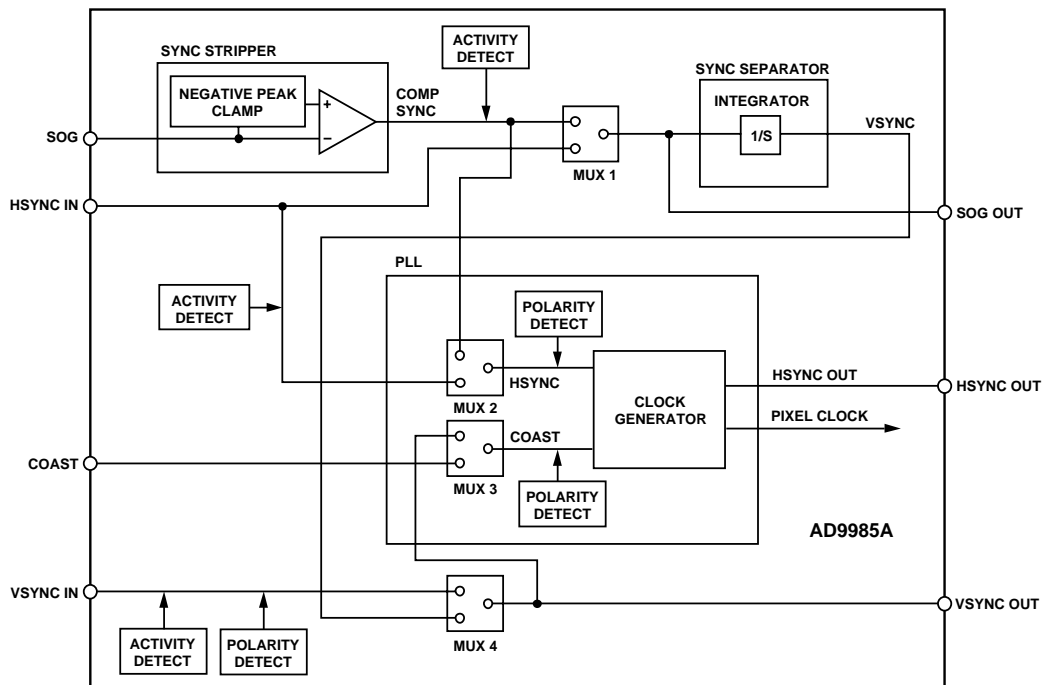 ACTIVITY
DETECT
SYNC STRIPPER
SYNC SEPARATOR
NEGATIVE PEAK
CLAMP
+
−
COMP
SYNC
INTEGRATOR
1/S
VSYNC
SOG
MUX 1
HSYNC IN
SOG OUT
PLL
ACTIVITY
DETECT
POLARITY
DETECT
HSYNC
MUX 2
CLOCK
GENERATOR
HSYNC OUT
HSYNC OUT
PIXEL CLOCK
COAST
COAST
MUX 3
POLARITY
DETECT
AD9985A
VSYNC IN
VSYNC OUT
ACTIVITY
DETECT
POLARITY
DETECT
MUX 4